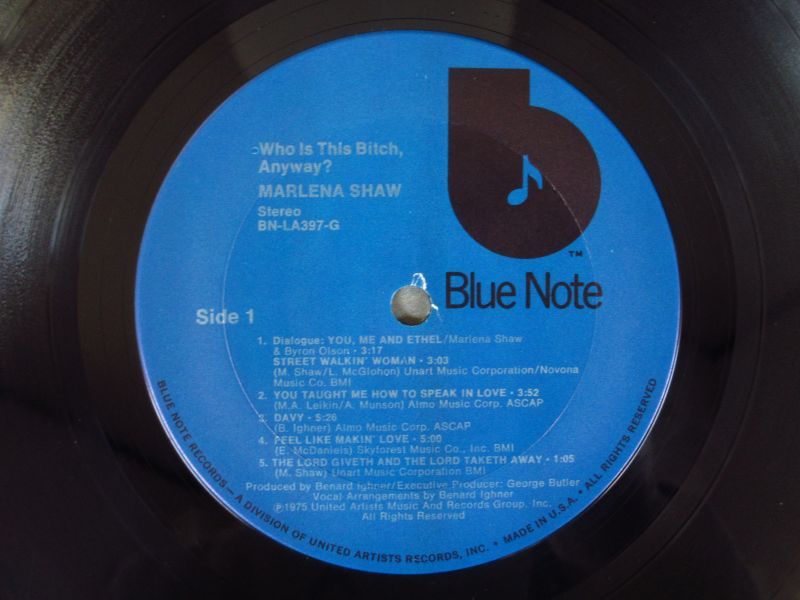 Who Is This Bitch,
Anyway?
MARLENA SHAW
Stereo
BN-LA397-G
TM
Blue Note
Side 1
1. Dialogue: YOU, ME AND ETHEL/Marlena Shaw
& Byron Olson • 3:17
STREET WALKIN' WOMAN • 3:03
(M. Shaw/L. McGlohon) Unart Music Corporation/Novona
Music Co. BMI
2. YOU TAUGHT ME HOW TO SPEAK IN LOVE • 3:52
(M.A. Leikin/A. Munson) Almo Music Corp. ASCAP
3. DAVY • 5:26
(B. Ighner) Almo Music Corp. ASCAP
4. FEEL LIKE MAKIN' LOVE • 5:00
(E. McDaniels) Skyforest Music Co., Inc. BMI
5. THE LORD GIVETH AND THE LORD TAKETH AWAY • 1:05
(M. Shaw) Unart Music Corporation BMI
Produced by Benard Ighner/Executive Producer: George Butler
Vocal Arrangements by Benard Ighner
℗1975 United Artists Music And Records Group, Inc.
All Rights Reserved
BLUE NOTE RECORDS — A DIVISION OF UNITED ARTISTS RECORDS, INC. • MADE IN U.S.A. • ALL RIGHTS RESERVED